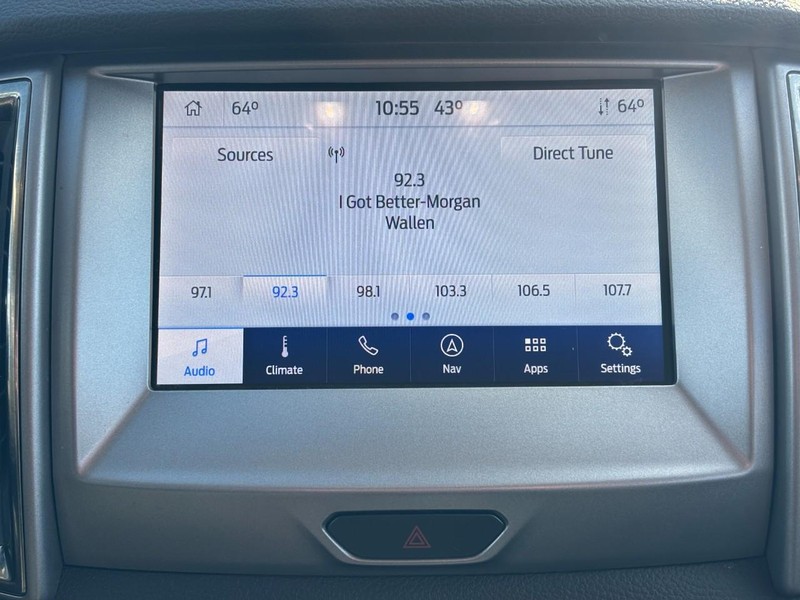 64° 10:55 43° 64°
Sources Direct Tune
92.3
I Got Better-Morgan
Wallen
97.1 92.3 98.1 103.3 106.5 107.7
Audio Climate Phone Nav Apps Settings